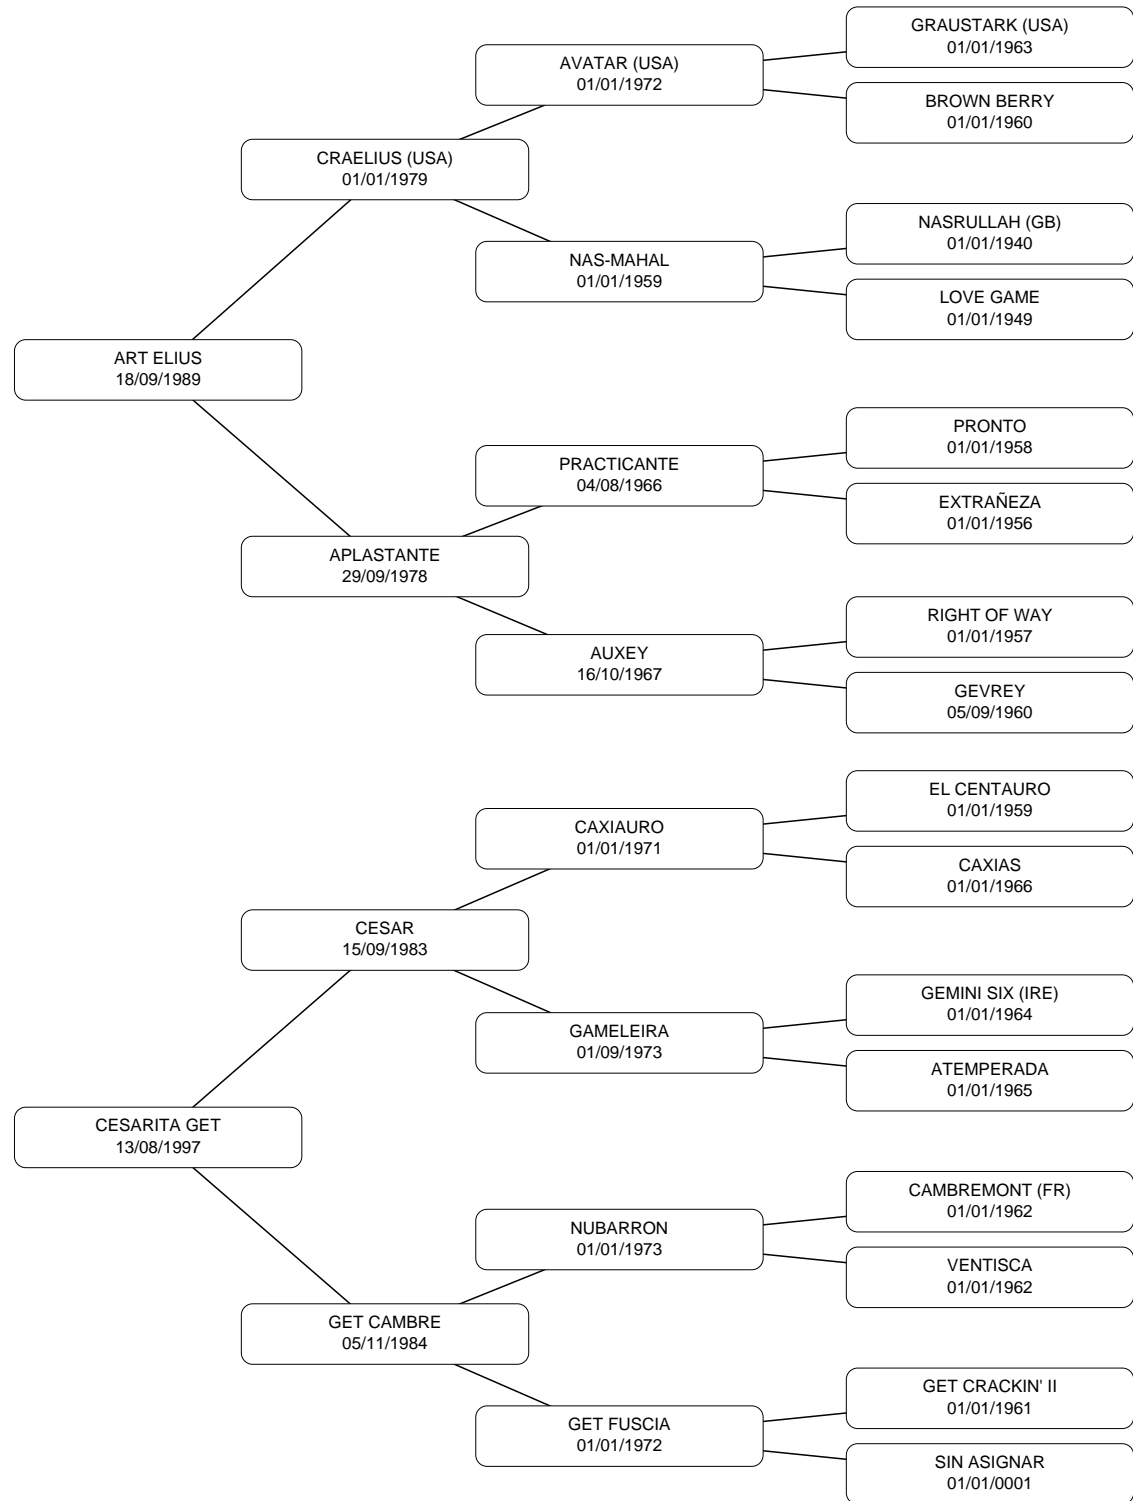 GRAUSTARK (USA)
01/01/1963
AVATAR (USA)
01/01/1972
BROWN BERRY
01/01/1960
CRAELIUS (USA)
01/01/1979
NASRULLAH (GB)
01/01/1940
NAS-MAHAL
01/01/1959
LOVE GAME
01/01/1949
ART ELIUS
18/09/1989
PRONTO
01/01/1958
PRACTICANTE
04/08/1966
EXTRAÑEZA
01/01/1956
APLASTANTE
29/09/1978
RIGHT OF WAY
01/01/1957
AUXEY
16/10/1967
GEVREY
05/09/1960
EL CENTAURO
01/01/1959
CAXIAURO
01/01/1971
CAXIAS
01/01/1966
CESAR
15/09/1983
GEMINI SIX (IRE)
01/01/1964
GAMELEIRA
01/09/1973
ATEMPERADA
01/01/1965
CESARITA GET
13/08/1997
CAMBREMONT (FR)
01/01/1962
NUBARRON
01/01/1973
VENTISCA
01/01/1962
GET CAMBRE
05/11/1984
GET CRACKIN' II
01/01/1961
GET FUSCIA
01/01/1972
SIN ASIGNAR
01/01/0001